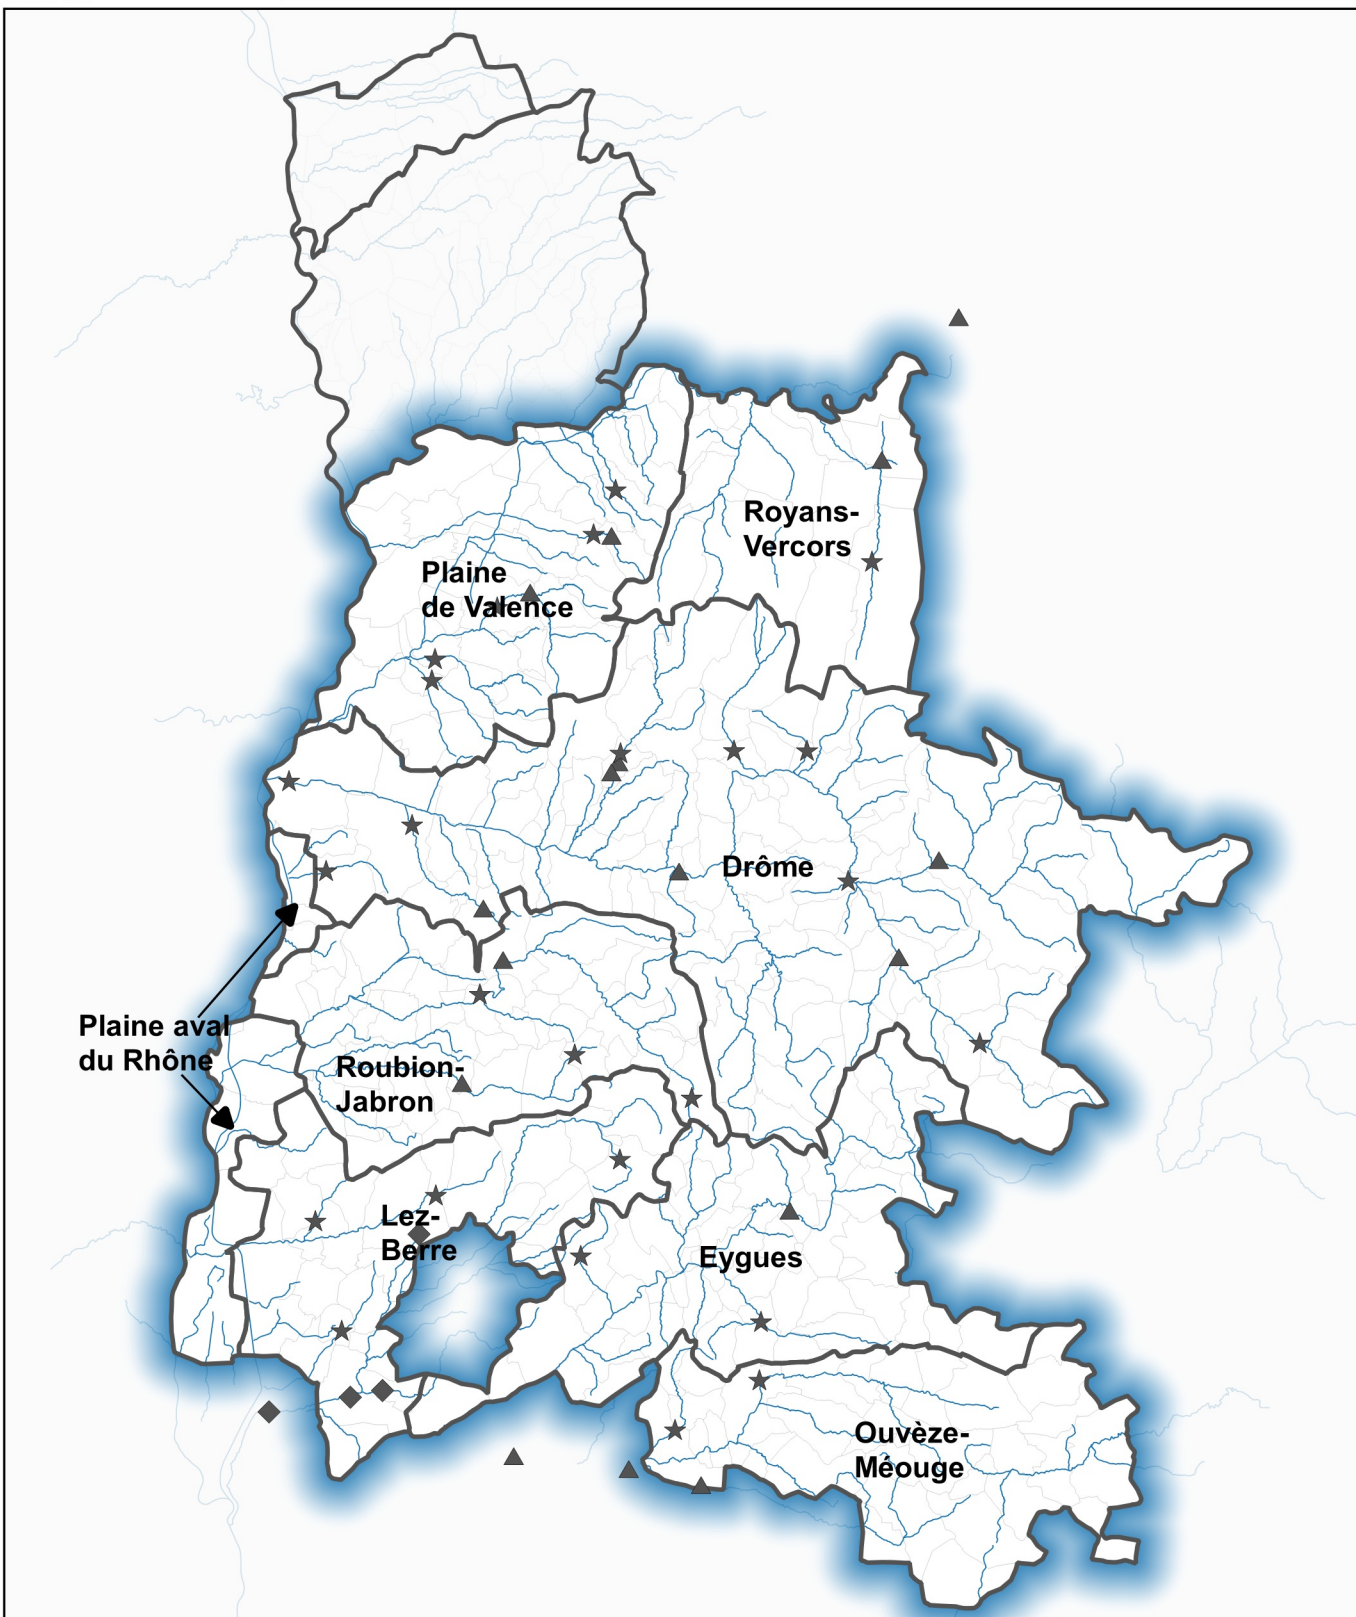 Royans-
Vercors
Plaine
de Valence
Drôme
Plaine aval
du Rhône
Roubion-
Jabron
Lez-
Berre
Eygues
Ouvèze-
Méouge